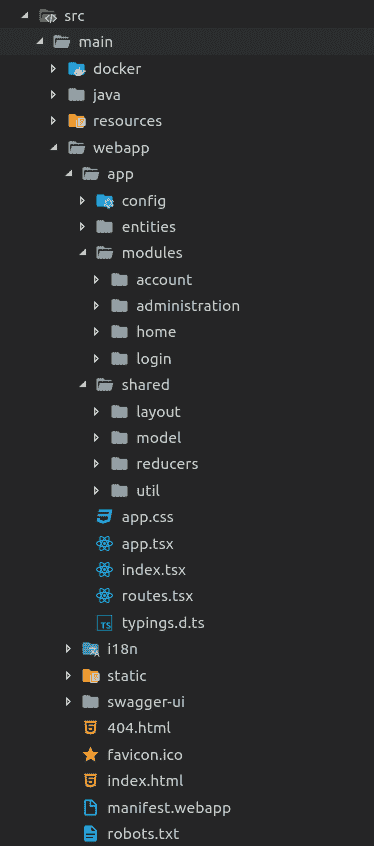 src
main
docker
java
resources
webapp
app
config
entities
modules
account
administration
home
login
shared
layout
model
reducers
util
app.css
app.tsx
index.tsx
routes.tsx
TS typings.d.ts
i18n
static
swagger-ui
404.html
favicon.ico
index.html
manifest.webapp
robots.txt